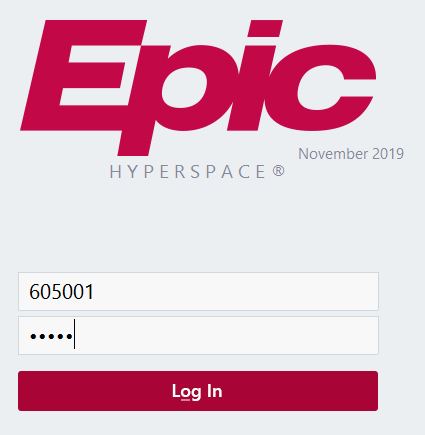 Epic
November 2019
HYPERSPACE®
605001
•••••
Log In